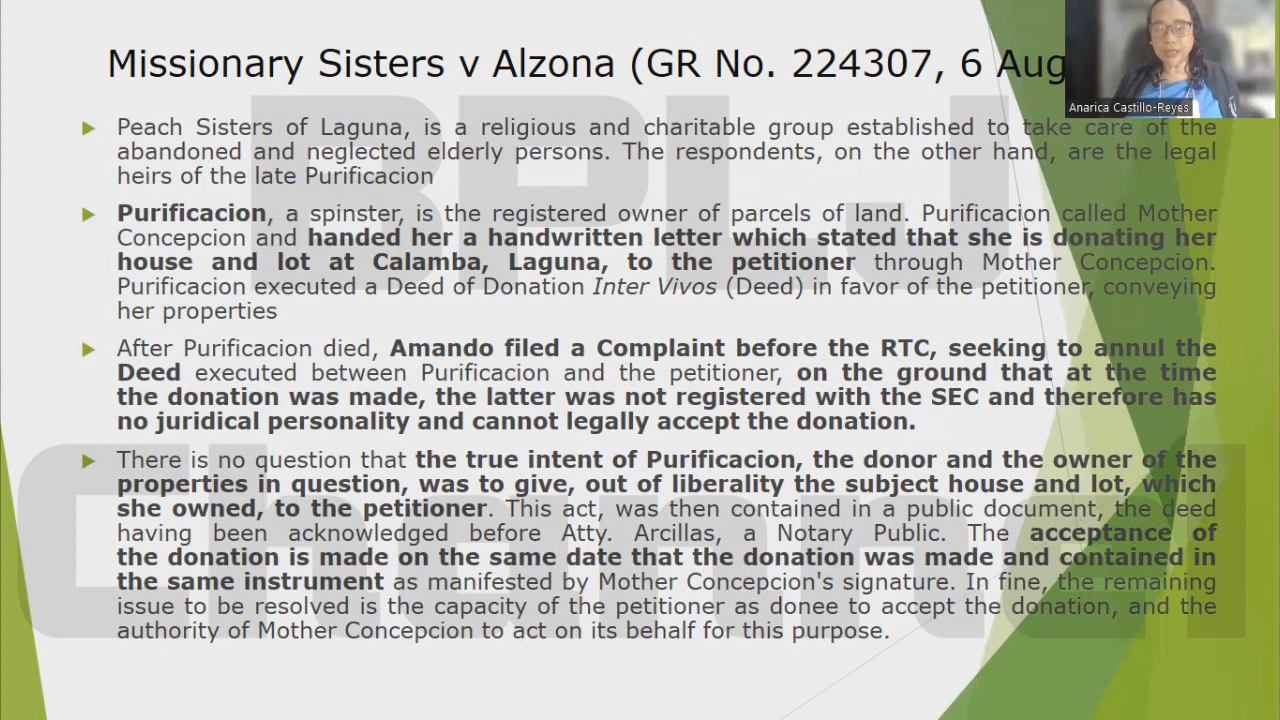 Missionary Sisters v Alzona (GR No. 224307, 6 Aug
Anarica Castillo-Reyes
Peach Sisters of Laguna, is a religious and charitable group established to take care of the
abandoned and neglected elderly persons. The respondents, on the other hand, are the legal
heirs of the late Purificacion
Purificacion, a spinster, is the registered owner of parcels of land. Purificacion called Mother
Concepcion and handed her a handwritten letter which stated that she is donating her
house and lot at Calamba, Laguna, to the petitioner through Mother Concepcion.
Purificacion executed a Deed of Donation Inter Vivos (Deed) in favor of the petitioner, conveying
her properties
After Purificacion died, Amando filed a Complaint before the RTC, seeking to annul the
Deed executed between Purificacion and the petitioner, on the ground that at the time
the donation was made, the latter was not registered with the SEC and therefore has
no juridical personality and cannot legally accept the donation.
There is no question that the true intent of Purificacion, the donor and the owner of the
properties in question, was to give, out of liberality the subject house and lot, which
she owned, to the petitioner. This act, was then contained in a public document, the deed
having been acknowledged before Atty. Arcillas, a Notary Public. The acceptance of
the donation is made on the same date that the donation was made and contained in
the same instrument as manifested by Mother Concepcion's signature. In fine, the remaining
issue to be resolved is the capacity of the petitioner as donee to accept the donation, and the
authority of Mother Concepcion to act on its behalf for this purpose.
Channel